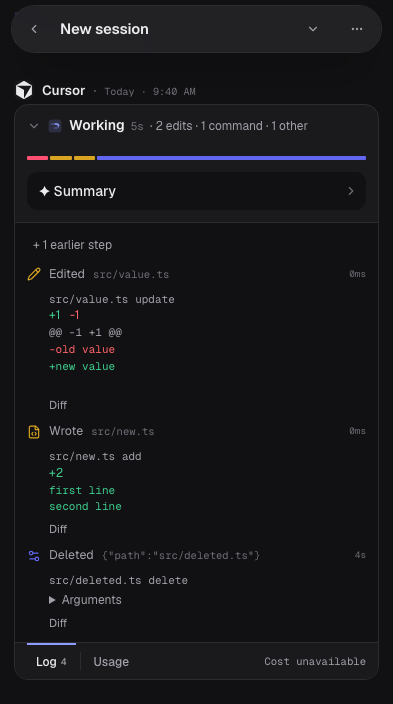 New session
Cursor · Today · 9:40 AM
Working 5s · 2 edits · 1 command · 1 other
Summary
+ 1 earlier step
Edited src/value.ts 0ms
src/value.ts update
+1 -1
@@ -1 +1 @@
-old value
+new value
Diff
Wrote src/new.ts 0ms
src/new.ts add
+2
first line
second line
Diff
Deleted {"path":"src/deleted.ts"} 4s
src/deleted.ts delete
Arguments
Diff
Log 4 Usage Cost unavailable